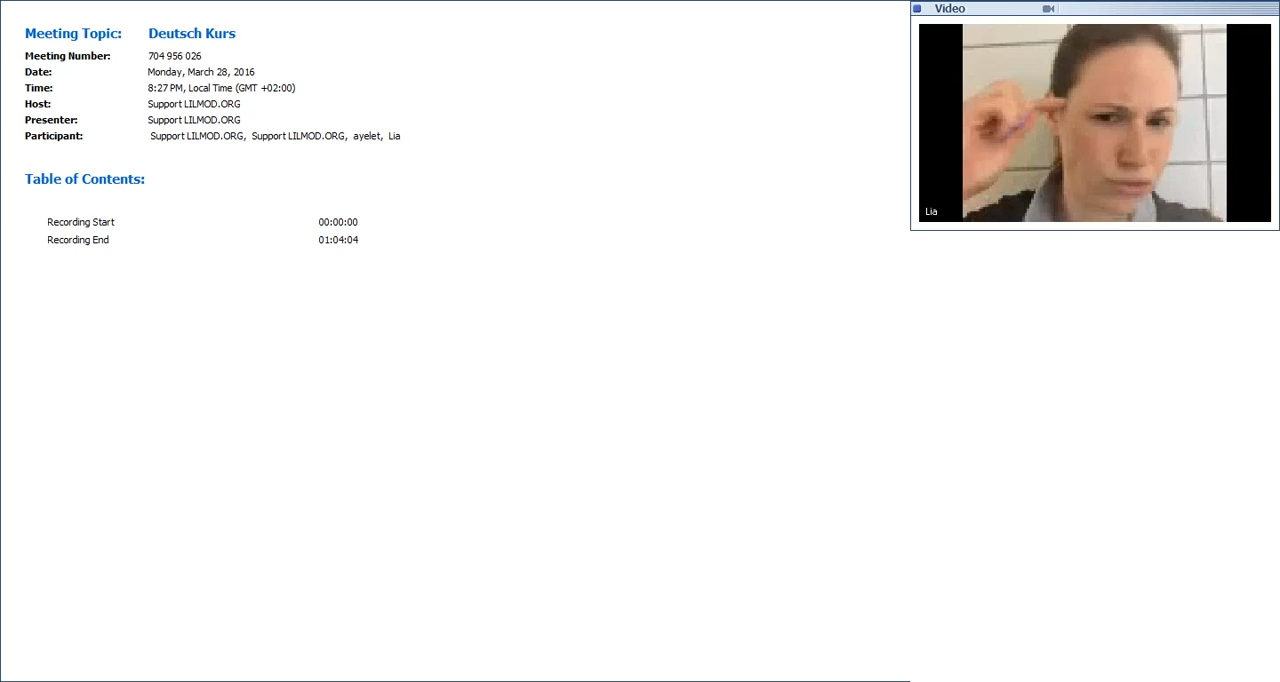 Meeting Topic: Deutsch Kurs
Meeting Number: 704 956 026
Date: Monday, March 28, 2016
Time: 8:27 PM, Local Time (GMT +02:00)
Host: Support LILMOD.ORG
Presenter: Support LILMOD.ORG
Participant: Support LILMOD.ORG, Support LILMOD.ORG, ayelet, Lia
Table of Contents:
Recording Start 00:00:00
Recording End 01:04:04
Video
Lia